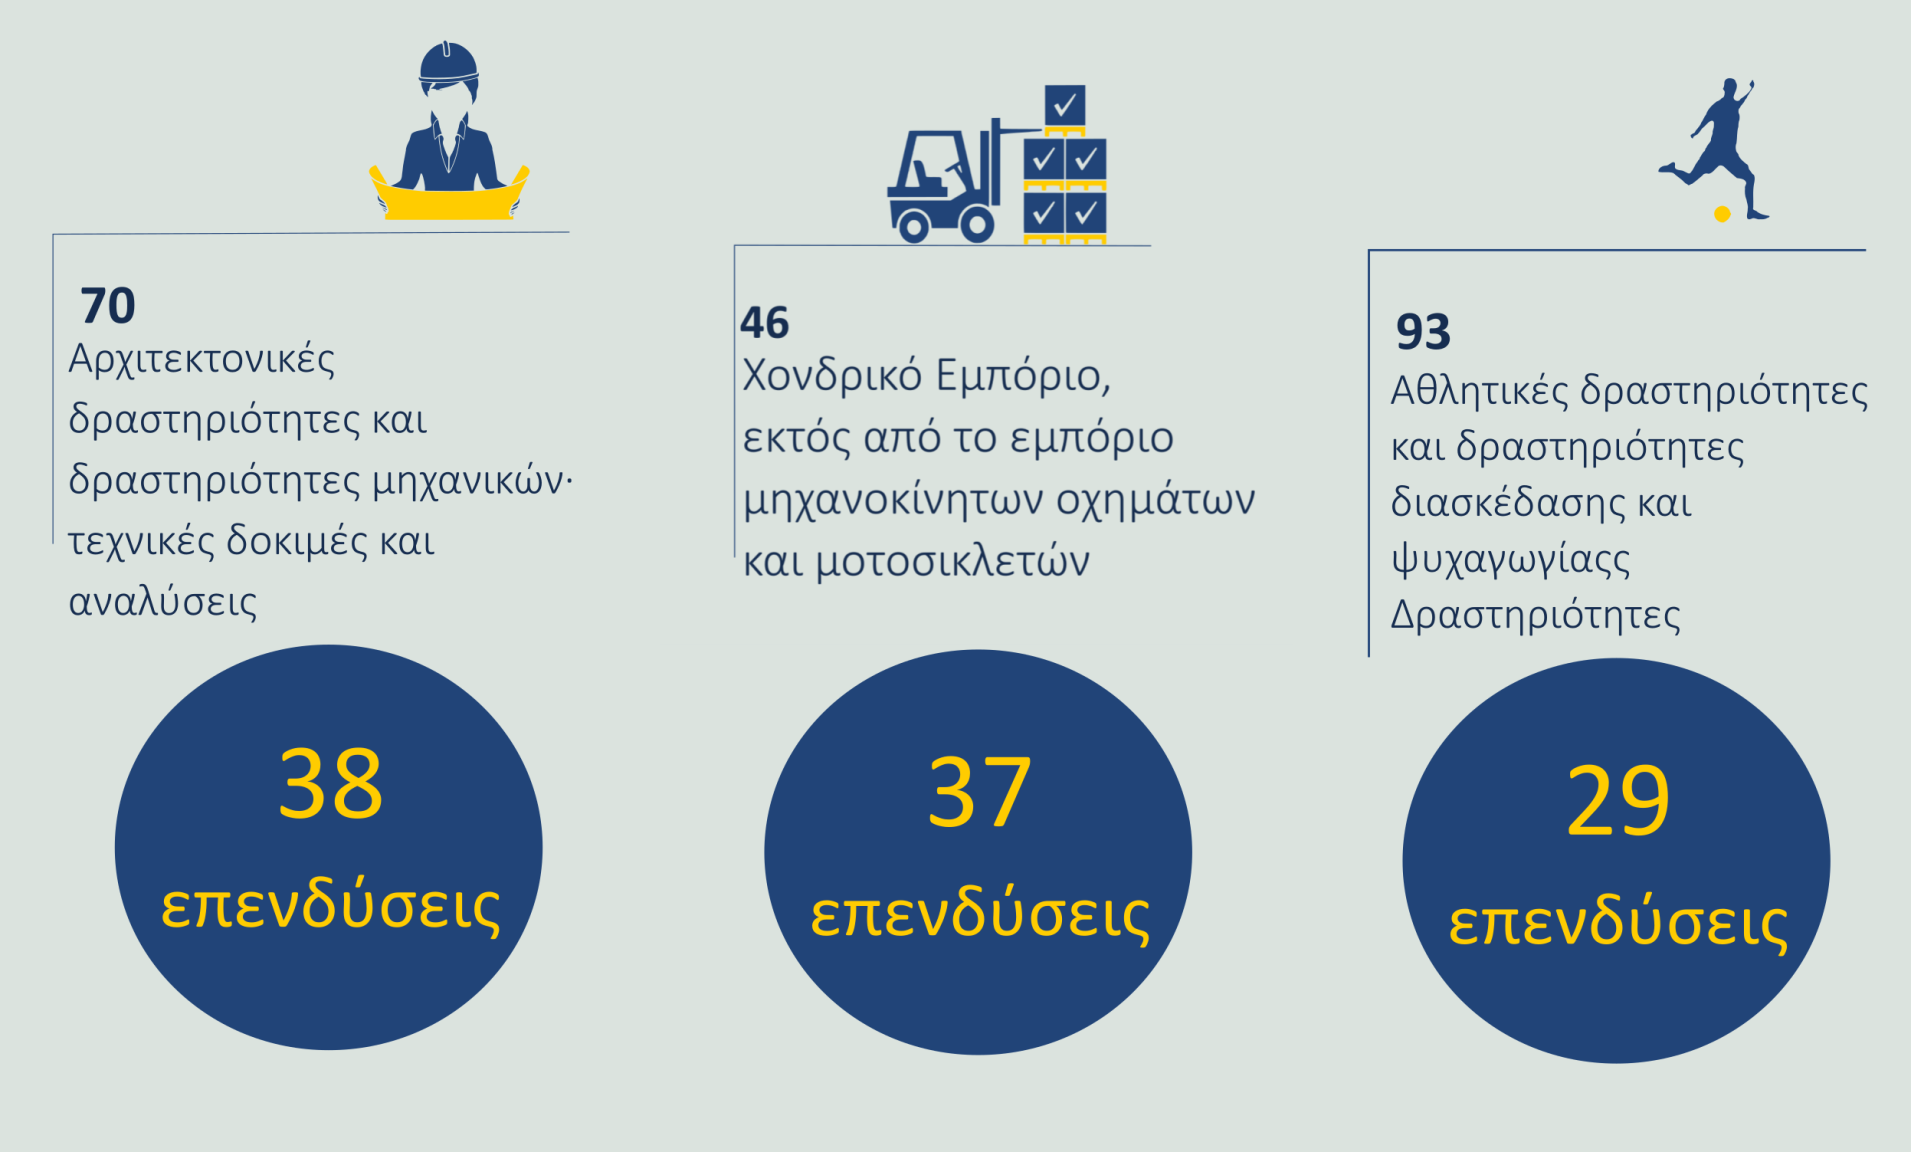 70
Αρχιτεκτονικές
δραστηριότητες και
δραστηριότητες μηχανικών·
τεχνικές δοκιμές και
αναλύσεις
38
επενδύσεις
46
Χονδρικό Εμπόριο,
εκτός από το εμπόριο
μηχανοκίνητων οχημάτων
και μοτοσικλετών
37
επενδύσεις
93
Αθλητικές δραστηριότητες
και δραστηριότητες
διασκέδασης και
ψυχαγωγίαςς
Δραστηριότητες
29
επενδύσεις